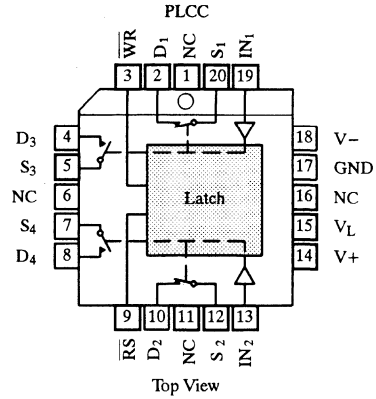 PLCC
WR D1 NC S1 IN1
3 2 1 20 19
D3 4 18 V−
S3 5 17 GND
NC 6 Latch 16 NC
S4 7 15 VL
D4 8 14 V+
9 10 11 12 13
RS D2 NC S2 IN2
Top View